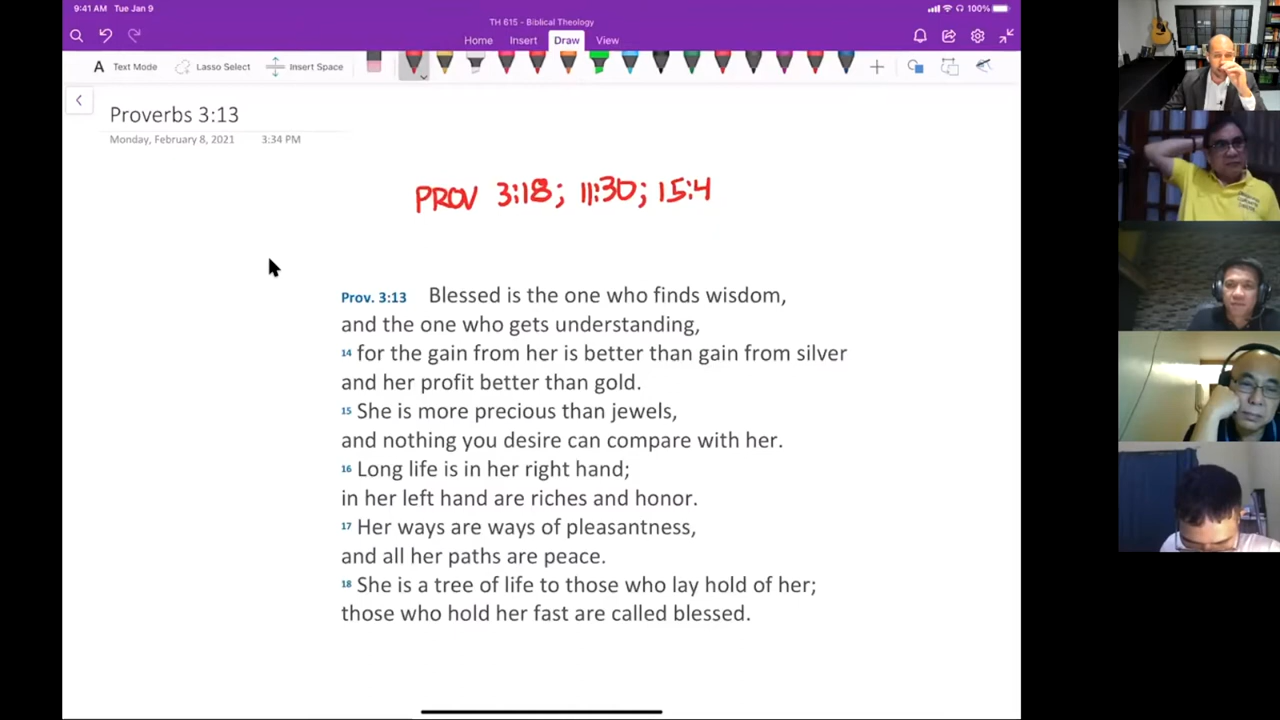 9:41 AM Tue Jan 9
100%
TH 615 - Biblical Theology
Home Insert Draw View
Text Mode Lasso Select Insert Space
Proverbs 3:13
Monday, February 8, 2021 3:34 PM
PROV 3:18; 11:30; 15:4
Prov. 3:13 Blessed is the one who finds wisdom,
and the one who gets understanding,
14 for the gain from her is better than gain from silver
and her profit better than gold.
15 She is more precious than jewels,
and nothing you desire can compare with her.
16 Long life is in her right hand;
in her left hand are riches and honor.
17 Her ways are ways of pleasantness,
and all her paths are peace.
18 She is a tree of life to those who lay hold of her;
those who hold her fast are called blessed.